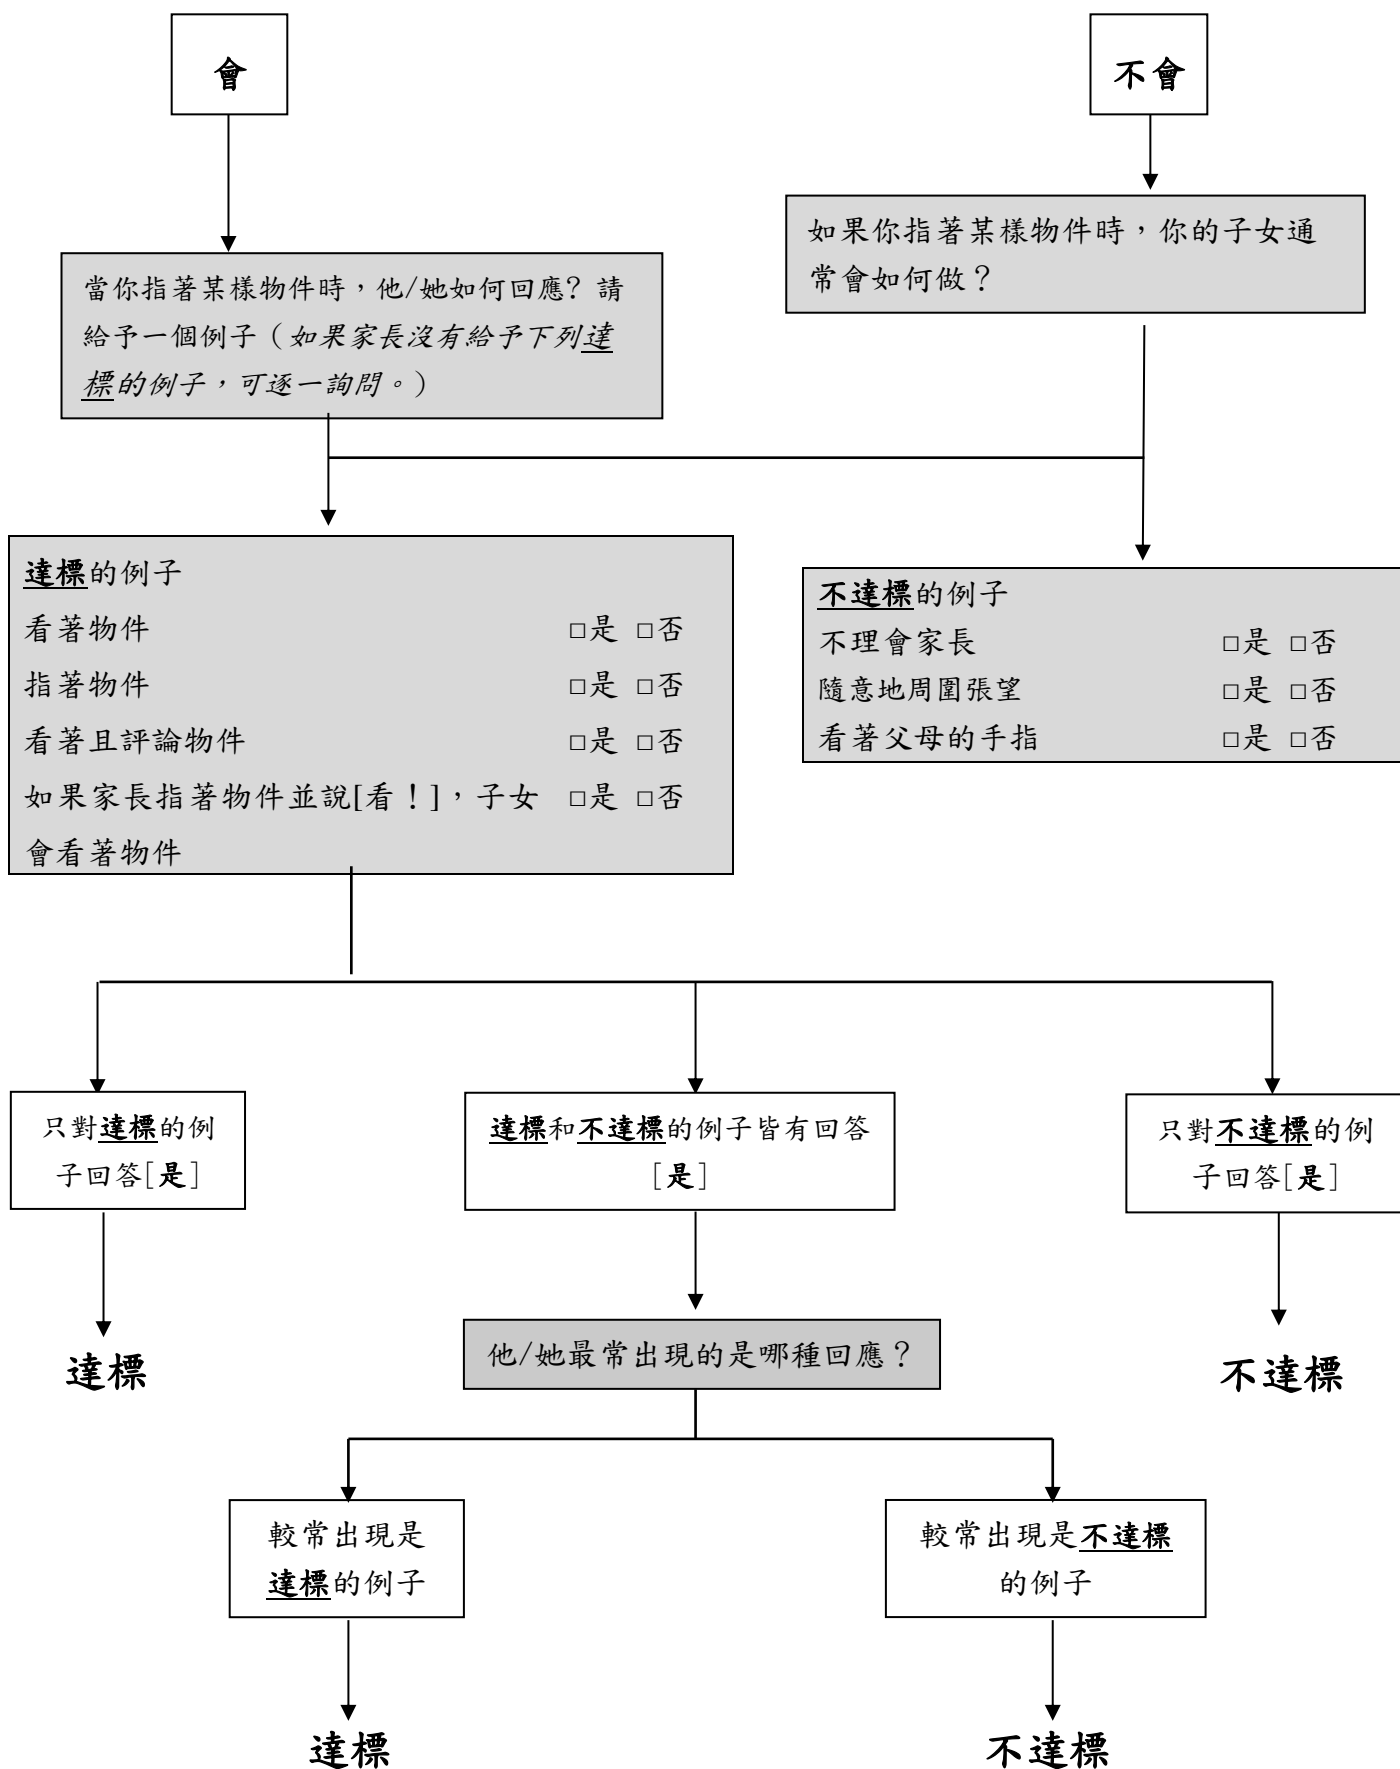 會
不會
如果你指著某樣物件時，你的子女通
常會如何做？
當你指著某樣物件時，他/她如何回應? 請
給予一個例子（如果家長沒有給予下列達
標的例子，可逐一詢問。）
達標的例子
看著物件 □是 □否
指著物件 □是 □否
看著且評論物件 □是 □否
如果家長指著物件並說[看！]，子女 □是 □否
會看著物件
不達標的例子
不理會家長 □是 □否
隨意地周圍張望 □是 □否
看著父母的手指 □是 □否
只對達標的例
子回答[是]
達標和不達標的例子皆有回答
[是]
只對不達標的例
子回答[是]
達標
他/她最常出現的是哪種回應？
不達標
較常出現是
達標的例子
較常出現是不達標
的例子
達標
不達標